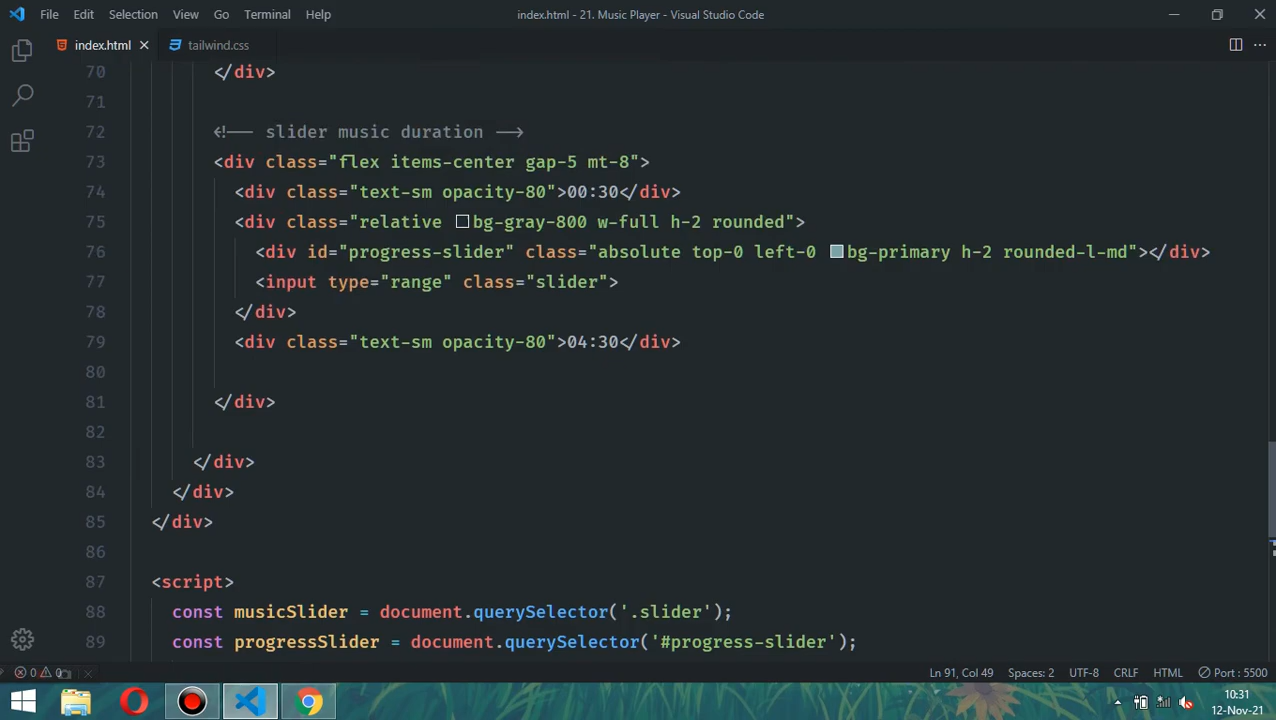 File Edit Selection View Go Terminal Help index.html - 21. Music Player - Visual Studio Code
index.html tailwind.css
70 </div>
71
72 <!-- slider music duration -->
73 <div class="flex items-center gap-5 mt-8">
74 <div class="text-sm opacity-80">00:30</div>
75 <div class="relative bg-gray-800 w-full h-2 rounded">
76 <div id="progress-slider" class="absolute top-0 left-0 bg-primary h-2 rounded-l-md"></div>
77 <input type="range" class="slider">
78 </div>
79 <div class="text-sm opacity-80">04:30</div>
80
81 </div>
82
83 </div>
84 </div>
85 </div>
86
87 <script>
88 const musicSlider = document.querySelector('.slider');
89 const progressSlider = document.querySelector('#progress-slider');
0 0 Ln 91, Col 49 Spaces: 2 UTF-8 CRLF HTML Port : 5500
10:31
12-Nov-21